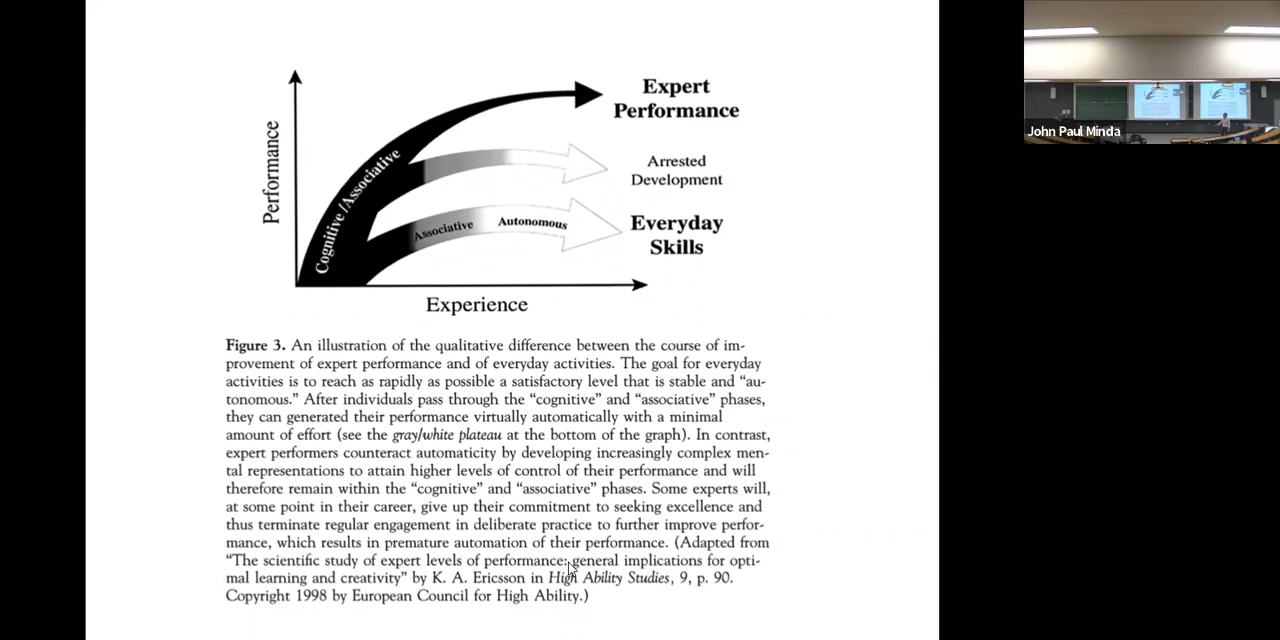 Expert
Performance
Arrested
Development
Everyday
Skills
Performance
Cognitive/Associative
Associative
Autonomous
Experience
Figure 3. An illustration of the qualitative difference between the course of im-
provement of expert performance and of everyday activities. The goal for everyday
activities is to reach as rapidly as possible a satisfactory level that is stable and “au-
tonomous.” After individuals pass through the “cognitive” and “associative” phases,
they can generated their performance virtually automatically with a minimal
amount of effort (see the gray/white plateau at the bottom of the graph). In contrast,
expert performers counteract automaticity by developing increasingly complex men-
tal representations to attain higher levels of control of their performance and will
therefore remain within the “cognitive” and “associative” phases. Some experts will,
at some point in their career, give up their commitment to seeking excellence and
thus terminate regular engagement in deliberate practice to further improve perfor-
mance, which results in premature automation of their performance. (Adapted from
“The scientific study of expert levels of performance: general implications for opti-
mal learning and creativity” by K. A. Ericsson in High Ability Studies, 9, p. 90.
Copyright 1998 by European Council for High Ability.)
John Paul Minda